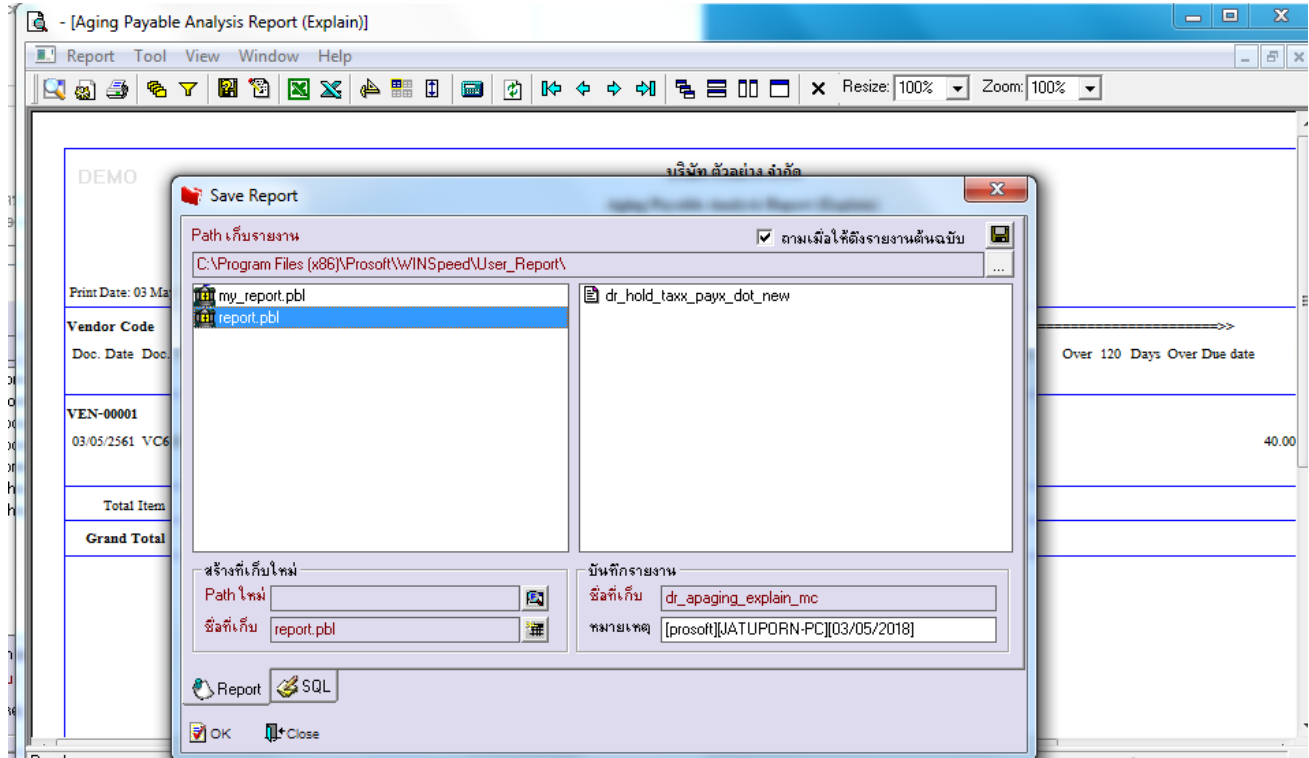 - [Aging Payable Analysis Report (Explain)]
Report Tool View Window Help
Resize: 100% Zoom: 100%
DEMO
บริษัท ตัวอย่าง จำกัด
Save Report
Path เก็บรายงาน
ถามเมื่อให้ดึงรายงานต้นฉบับ
C:\Program Files (x86)\Prosoft\WINSpeed\User_Report\
...
my_report.pbl
report.pbl
dr_hold_taxx_payx_dot_new
Print Date: 03 May
Vendor Code
=======================>>
Doc. Date Doc.
Over 120 Days Over Due date
VEN-00001
03/05/2561 VC6
40.00
Total Item
Grand Total
สร้างที่เก็บใหม่
Path ใหม่
ชื่อที่เก็บ report.pbl
บันทึกรายงาน
ชื่อที่เก็บ dr_apaging_explain_mc
หมายเหตุ [prosoft][JATUPORN-PC][03/05/2018]
Report SQL
OK Close